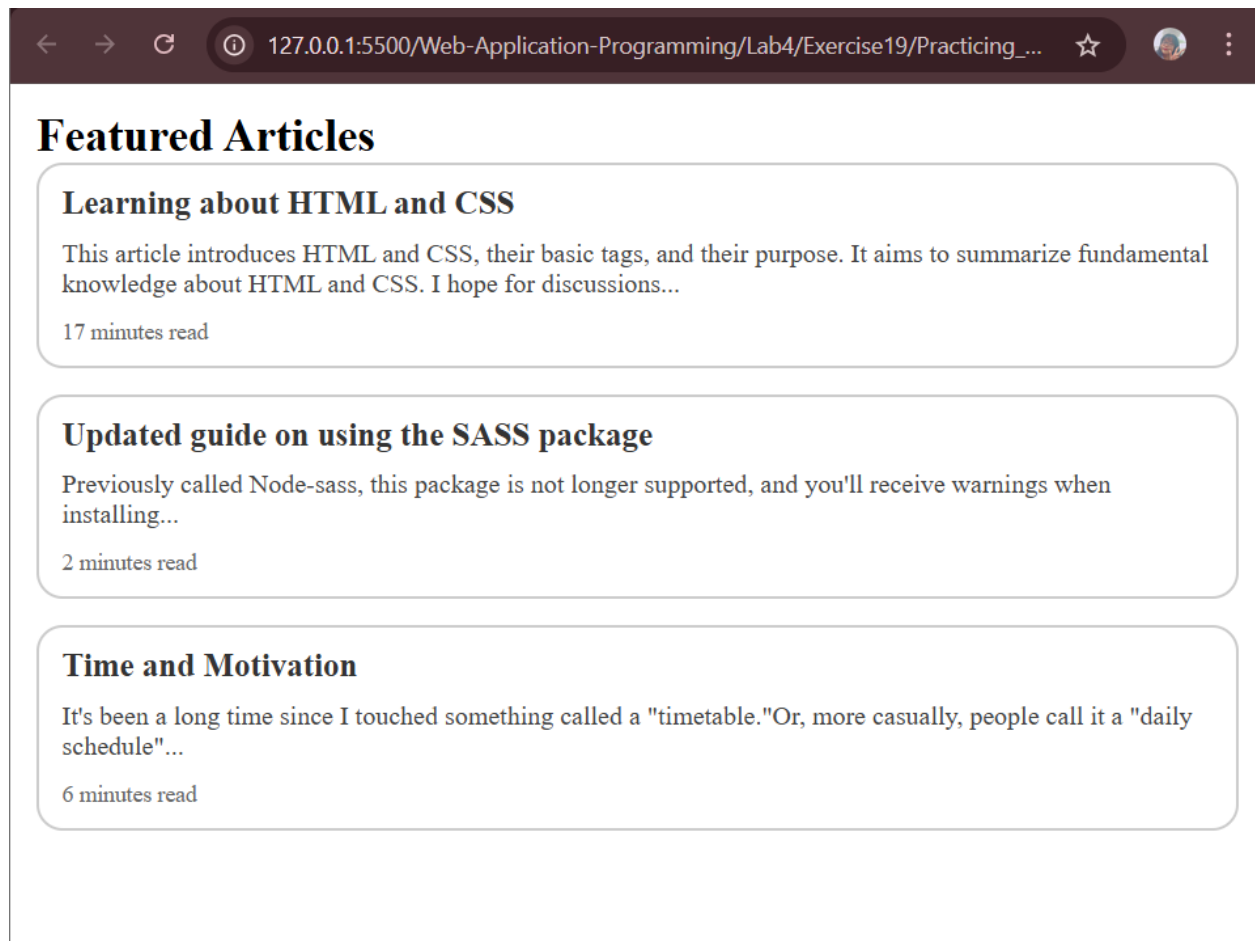 127.0.0.1:5500/Web-Application-Programming/Lab4/Exercise19/Practicing_...
Featured Articles
Learning about HTML and CSS
This article introduces HTML and CSS, their basic tags, and their purpose. It aims to summarize fundamental
knowledge about HTML and CSS. I hope for discussions...
17 minutes read
Updated guide on using the SASS package
Previously called Node-sass, this package is not longer supported, and you'll receive warnings when
installing...
2 minutes read
Time and Motivation
It's been a long time since I touched something called a "timetable."Or, more casually, people call it a "daily
schedule"...
6 minutes read